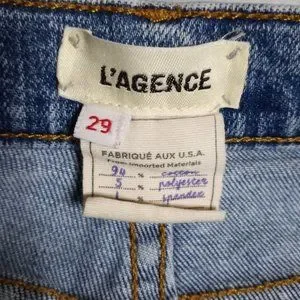 L'AGENCE
29
FABRIQUÉ AUX U.S.A.
From Imported Materials
94 % cotton
5 % polyester
1 % spandex